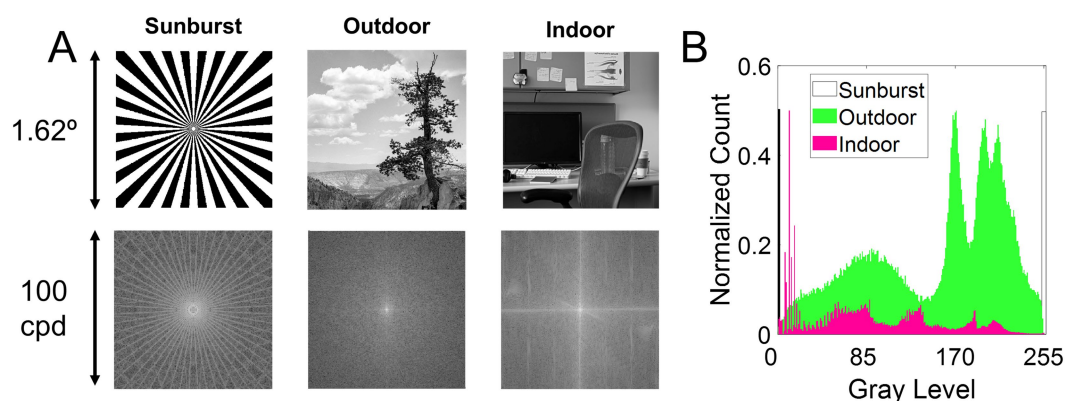 A
Sunburst
Outdoor
Indoor
1.62º
100
cpd
B
0.6
0.4
0.2
0
Normalized Count
Sunburst
Outdoor
Indoor
0
85
170
255
Gray Level